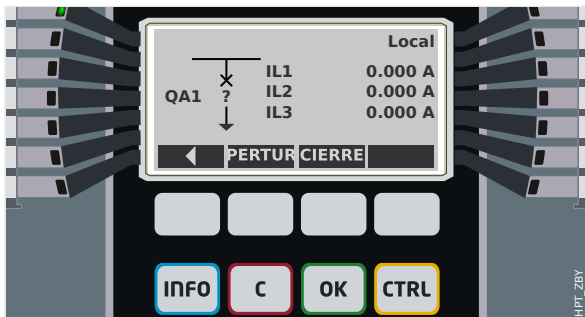 Local
IL1 0.000 A
QA1 ? IL2 0.000 A
IL3 0.000 A
PERTUR CIERRE
INFO C OK CTRL
HPT_ZBY